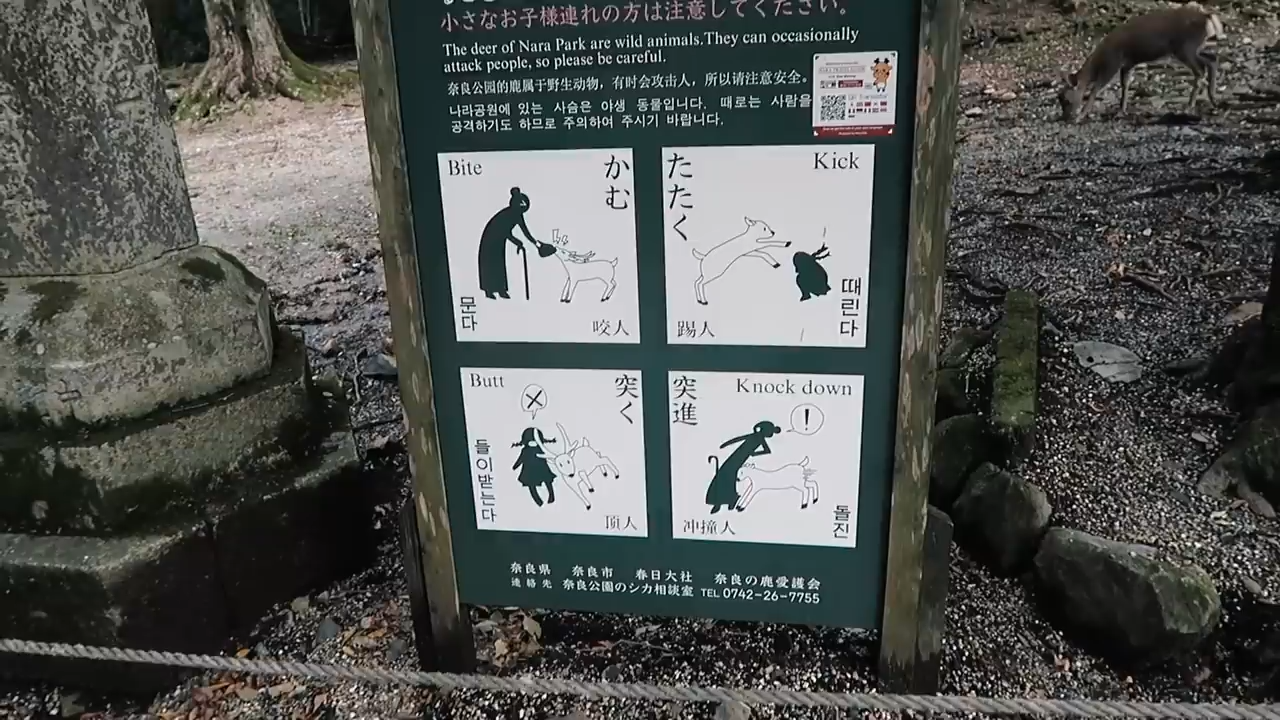 小さなお子様連れの方は注意してください。
The deer of Nara Park are wild animals.They can occasionally
attack people, so please be careful.
奈良公园的鹿属于野生动物，有时会攻击人，所以请注意安全。
나라공원에 있는 사슴은 야생 동물입니다. 때로는 사람을
공격하기도 하므로 주의하여 주시기 바랍니다.
Bite
かむ
문다
咬人
たたく
Kick
때린다
踢人
Butt
突く
들이받는다
顶人
突進
Knock down
!
돌진
冲撞人
奈良県 奈良市 春日大社 奈良の鹿愛護会
連絡先 奈良公園のシカ相談室 TEL 0742-26-7755